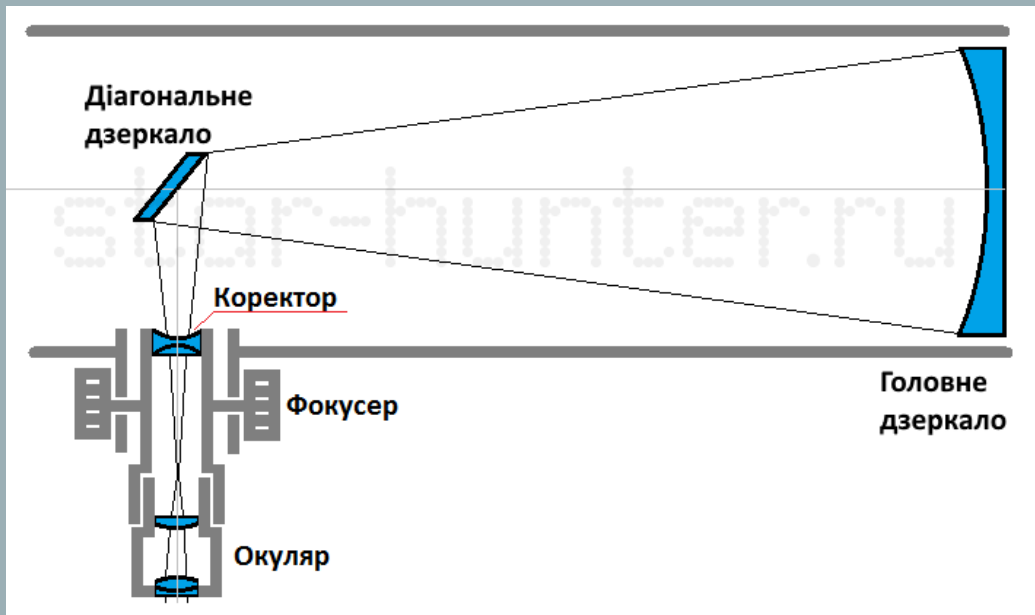 Діагональне
дзеркало
star-hunter.ru
Коректор
Головне
дзеркало
Фокусер
Окуляр